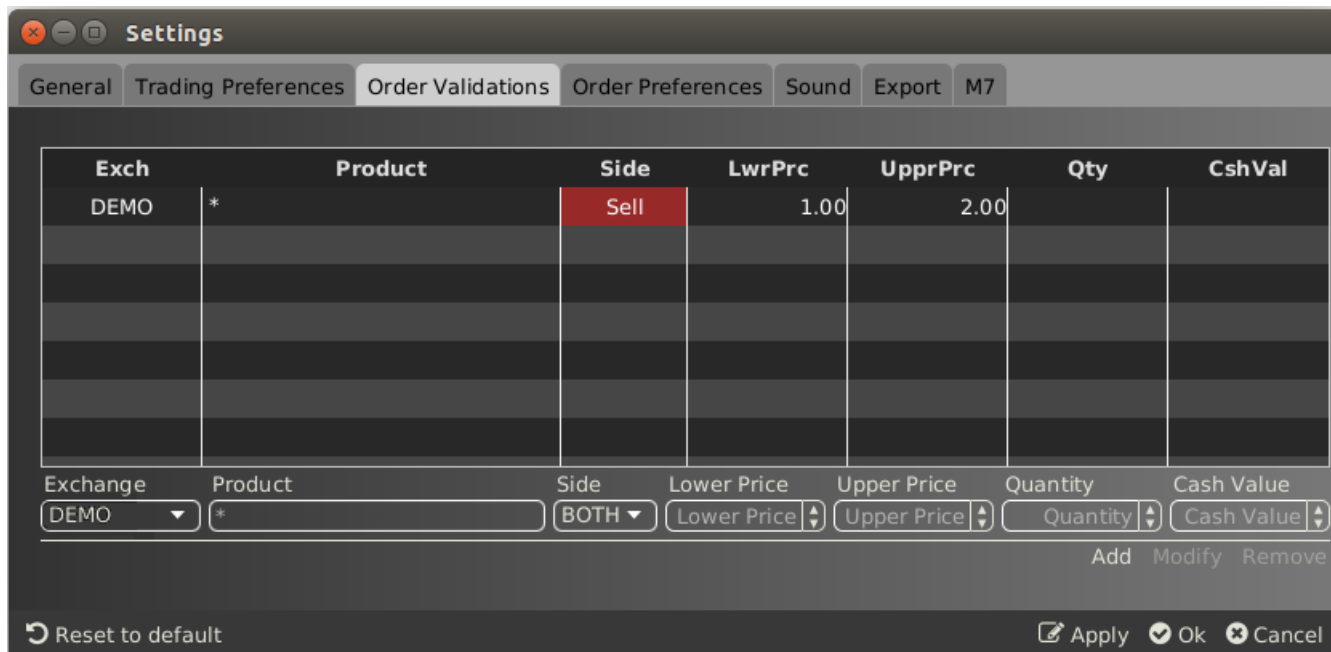 Settings
General Trading Preferences Order Validations Order Preferences Sound Export M7
Exch Product Side LwrPrc UpprPrc Qty CshVal
DEMO * Sell 1.00 2.00
Exchange Product Side Lower Price Upper Price Quantity Cash Value
DEMO * BOTH Lower Price Upper Price Quantity Cash Value
Add Modify Remove
Reset to default Apply Ok Cancel